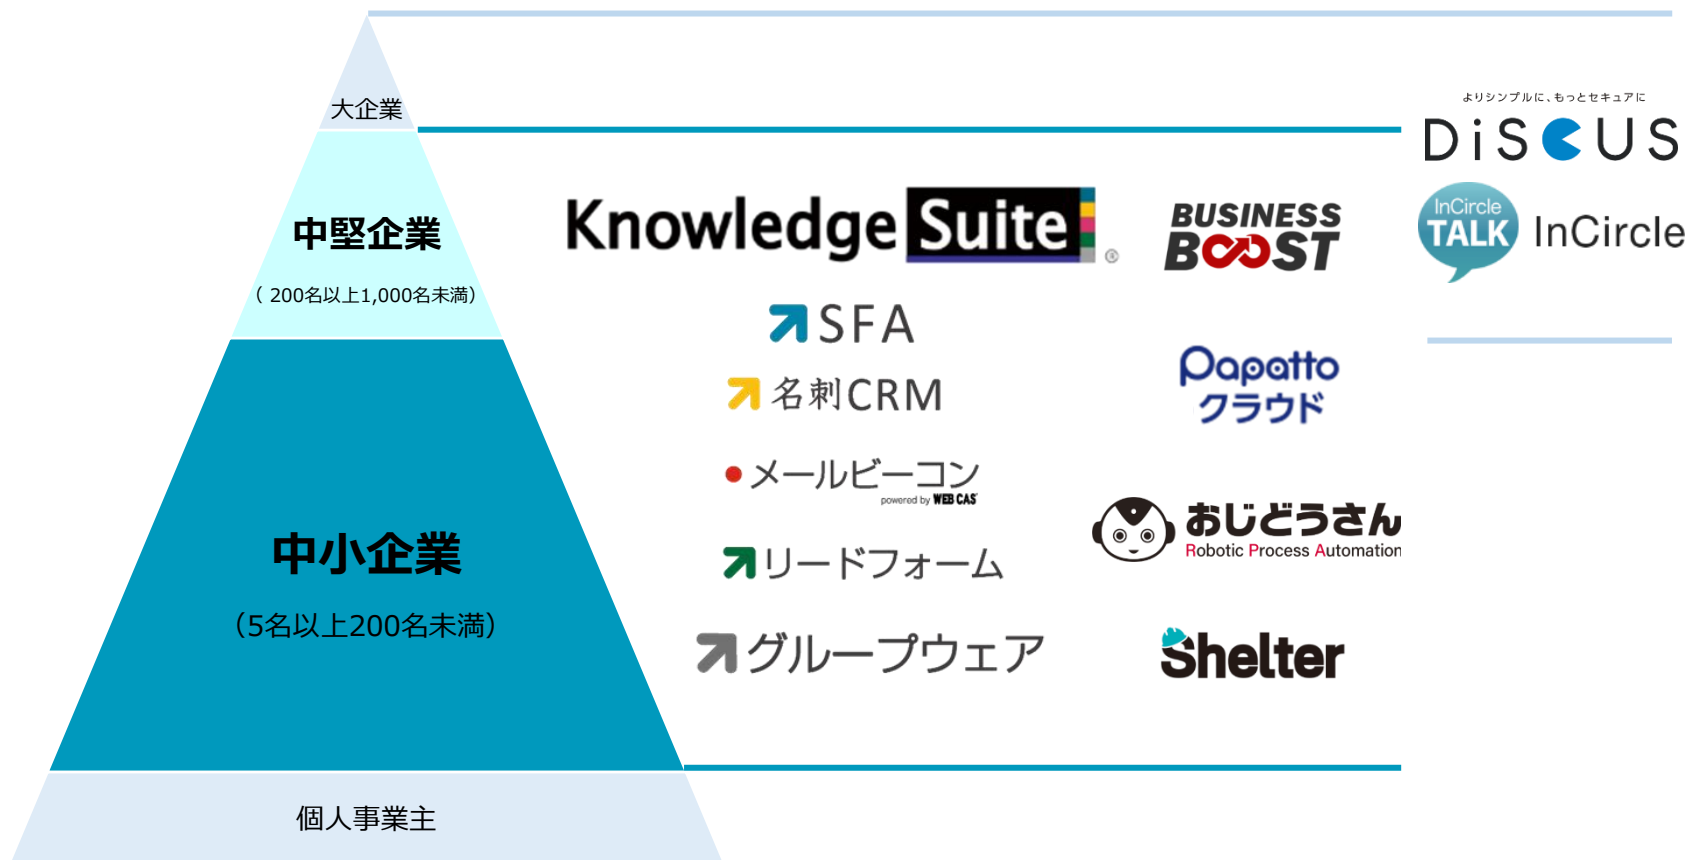 大企業
中堅企業
( 200名以上1,000名未満)
中小企業
(5名以上200名未満)
個人事業主
Knowledge Suite ®
SFA
名刺CRM
メールビーコン
powered by WEB CAS
リードフォーム
グループウェア
BUSINESS
BOOST
Papatto
クラウド
おじどうさん
Robotic Process Automation
Shelter
よりシンプルに、もっとセキュアに
DiSCUS
InCircle
TALK
InCircle